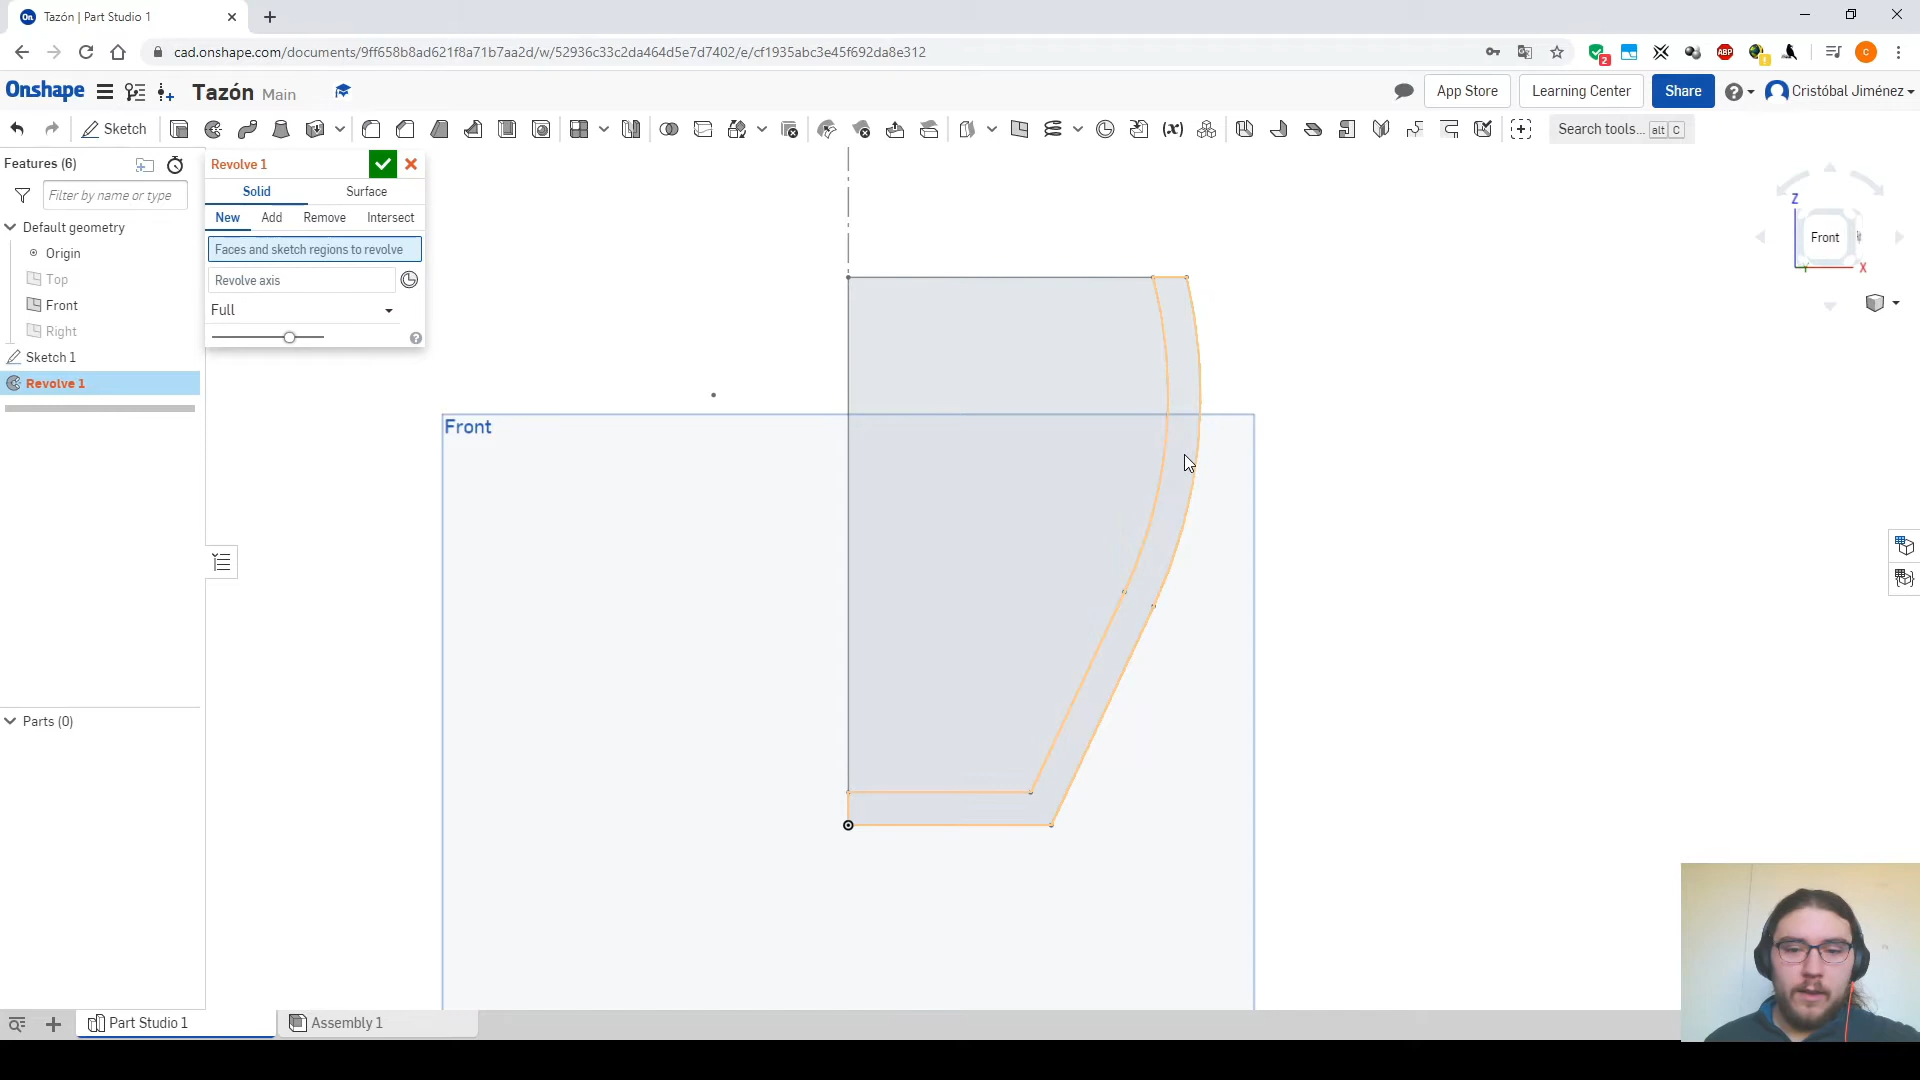 Tazón | Part Studio 1
cad.onshape.com/documents/9ff658b8ad621f8a71b7aa2d/w/52936c33c2da464d5e7d7402/e/cf1935abc3e45f692da8e312
2
ABP
C
Onshape
Tazón Main
App Store
Learning Center
Share
Cristóbal Jiménez
Sketch
(x)
Search tools... alt C
Features (6)
Filter by name or type
Default geometry
Origin
Top
Front
Right
Sketch 1
Revolve 1
Parts (0)
Revolve 1
Solid
Surface
New
Add
Remove
Intersect
Faces and sketch regions to revolve
Revolve axis
Full
Front
Z
Front
X
Part Studio 1
Assembly 1